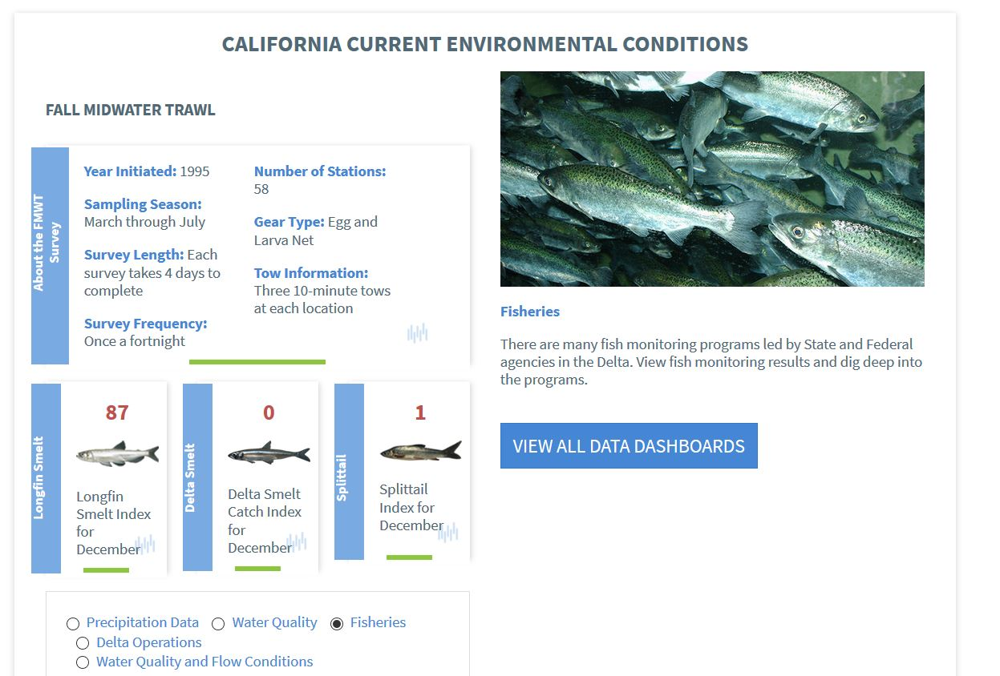 CALIFORNIA CURRENT ENVIRONMENTAL CONDITIONS
FALL MIDWATER TRAWL
About the FMWT
Survey
Year Initiated: 1995
Sampling Season:
March through July
Survey Length: Each
survey takes 4 days to
complete
Survey Frequency:
Once a fortnight
Number of Stations:
58
Gear Type: Egg and
Larva Net
Tow Information:
Three 10-minute tows
at each location
Longfin Smelt
87
Longfin
Smelt Index
for
December
Delta Smelt
0
Delta Smelt
Catch Index
for
December
Splittail
1
Splittail
Index for
December
Precipitation Data Water Quality Fisheries
Delta Operations
Water Quality and Flow Conditions
Fisheries
There are many fish monitoring programs led by State and Federal
agencies in the Delta. View fish monitoring results and dig deep into
the programs.
VIEW ALL DATA DASHBOARDS